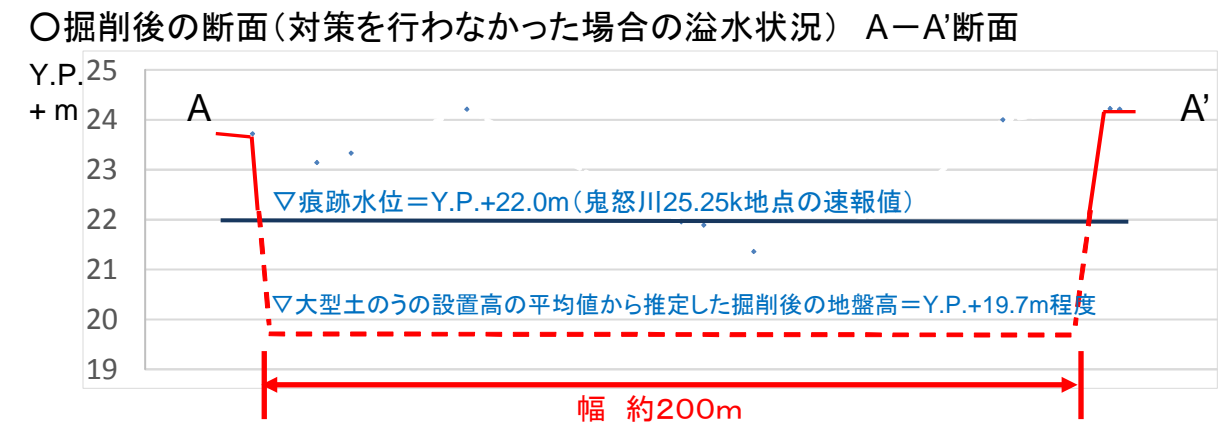 〇掘削後の断面（対策を行わなかった場合の溢水状況） A－A’断面
Y.P.
+ m
25
24
23
22
21
20
19
A
A’
▽痕跡水位＝Y.P.+22.0m（鬼怒川25.25k地点の速報値）
▽大型土のうの設置高の平均値から推定した掘削後の地盤高＝Y.P.+19.7m程度
幅 約200m